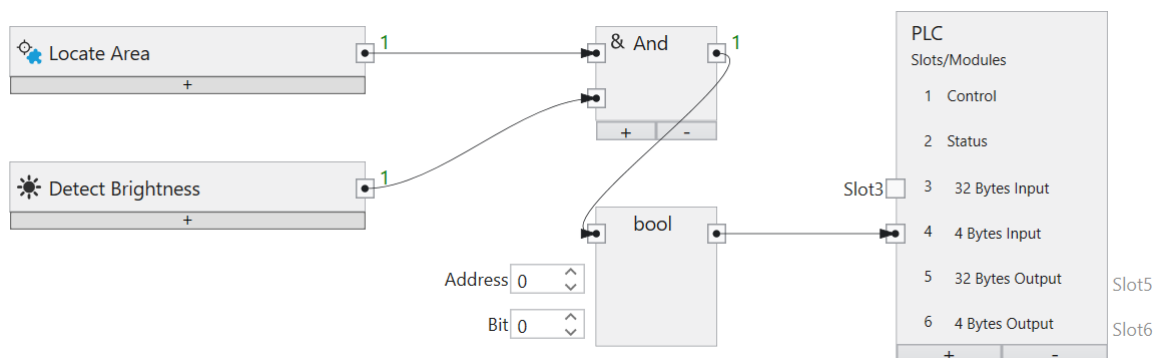 Locate Area
1
+
Detect Brightness
1
+
& And
1
+ -
bool
Address 0
Bit 0
PLC
Slots/Modules
1 Control
2 Status
Slot3 3 32 Bytes Input
4 4 Bytes Input
5 32 Bytes Output Slot5
6 4 Bytes Output Slot6
+ -